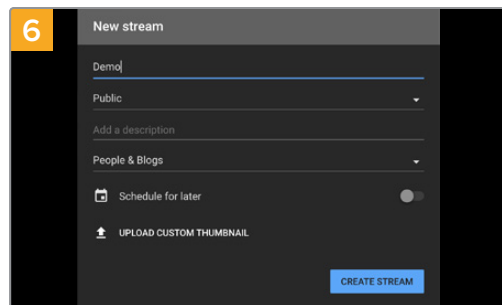 6
New stream
Demo
Public
Add a description
People & Blogs
Schedule for later
UPLOAD CUSTOM THUMBNAIL
CREATE STREAM